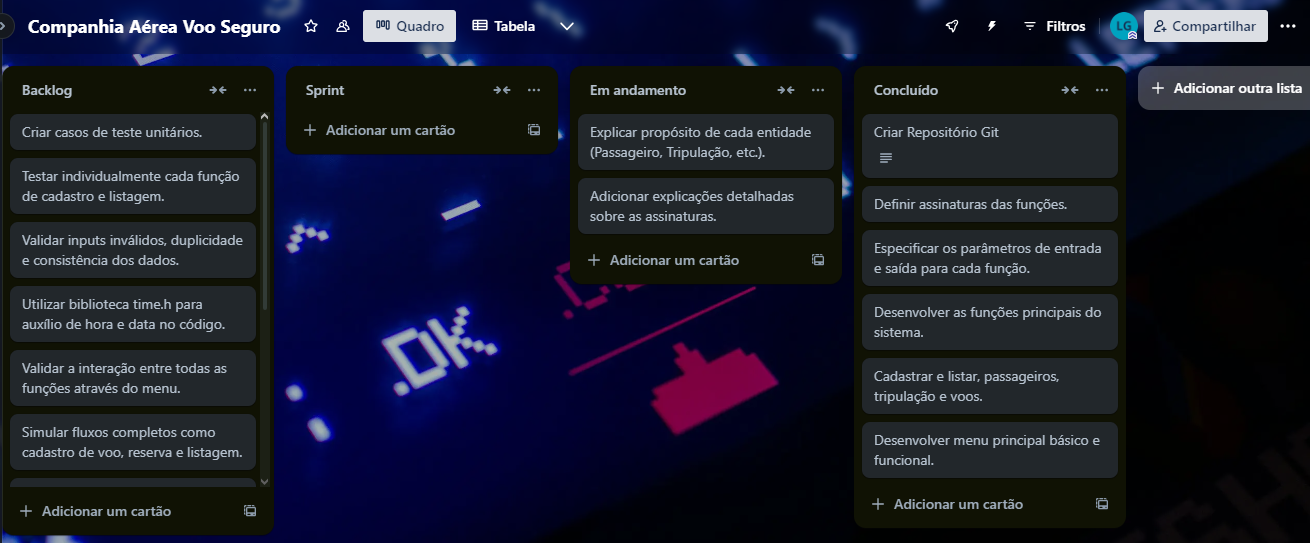 Companhia Aérea Voo Seguro
Quadro
Tabela
Filtros
LG
Compartilhar
Backlog
Criar casos de teste unitários.
Testar individualmente cada função
de cadastro e listagem.
Validar inputs inválidos, duplicidade
e consistência dos dados.
Utilizar biblioteca time.h para
auxílio de hora e data no código.
Validar a interação entre todas as
funções através do menu.
Simular fluxos completos como
cadastro de voo, reserva e listagem.
Adicionar um cartão
Sprint
Adicionar um cartão
Em andamento
Explicar propósito de cada entidade
(Passageiro, Tripulação, etc.).
Adicionar explicações detalhadas
sobre as assinaturas.
Adicionar um cartão
Concluído
Criar Repositório Git
Definir assinaturas das funções.
Especificar os parâmetros de entrada
e saída para cada função.
Desenvolver as funções principais do
sistema.
Cadastrar e listar, passageiros,
tripulação e voos.
Desenvolver menu principal básico e
funcional.
Adicionar um cartão
Adicionar outra lista
OK